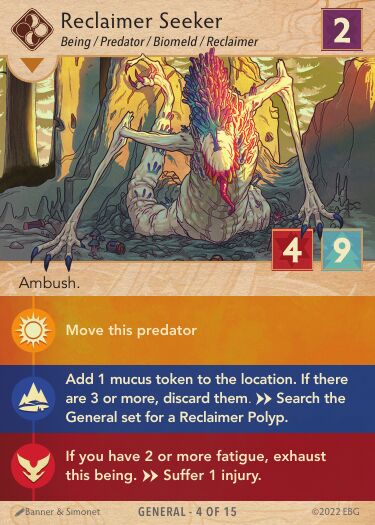 Reclaimer Seeker
Being / Predator / Biomeld / Reclaimer
2
4 9
Ambush.
Move this predator
Add 1 mucus token to the location. If there
are 3 or more, discard them. ▸▸ Search the
General set for a Reclaimer Polyp.
If you have 2 or more fatigue, exhaust
this being. ▸▸ Suffer 1 injury.
Banner & Simonet
GENERAL - 4 OF 15
©2022 EBG